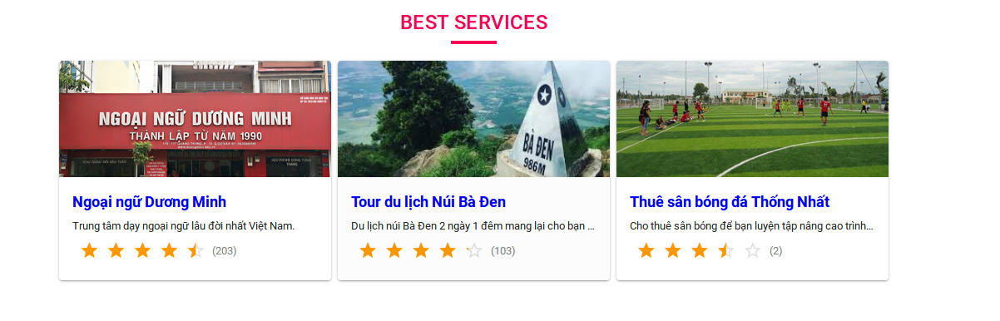 BEST SERVICES
NGOẠI NGỮ DƯƠNG MINH
THÀNH LẬP TỪ NĂM 1990
BÀ ĐEN
986M
Ngoại ngữ Dương Minh
Trung tâm dạy ngoại ngữ lâu đời nhất Việt Nam.
(203)
Tour du lịch Núi Bà Đen
Du lịch núi Bà Đen 2 ngày 1 đêm mang lại cho bạn ...
(103)
Thuê sân bóng đá Thống Nhất
Cho thuê sân bóng để bạn luyện tập nâng cao trình...
(2)